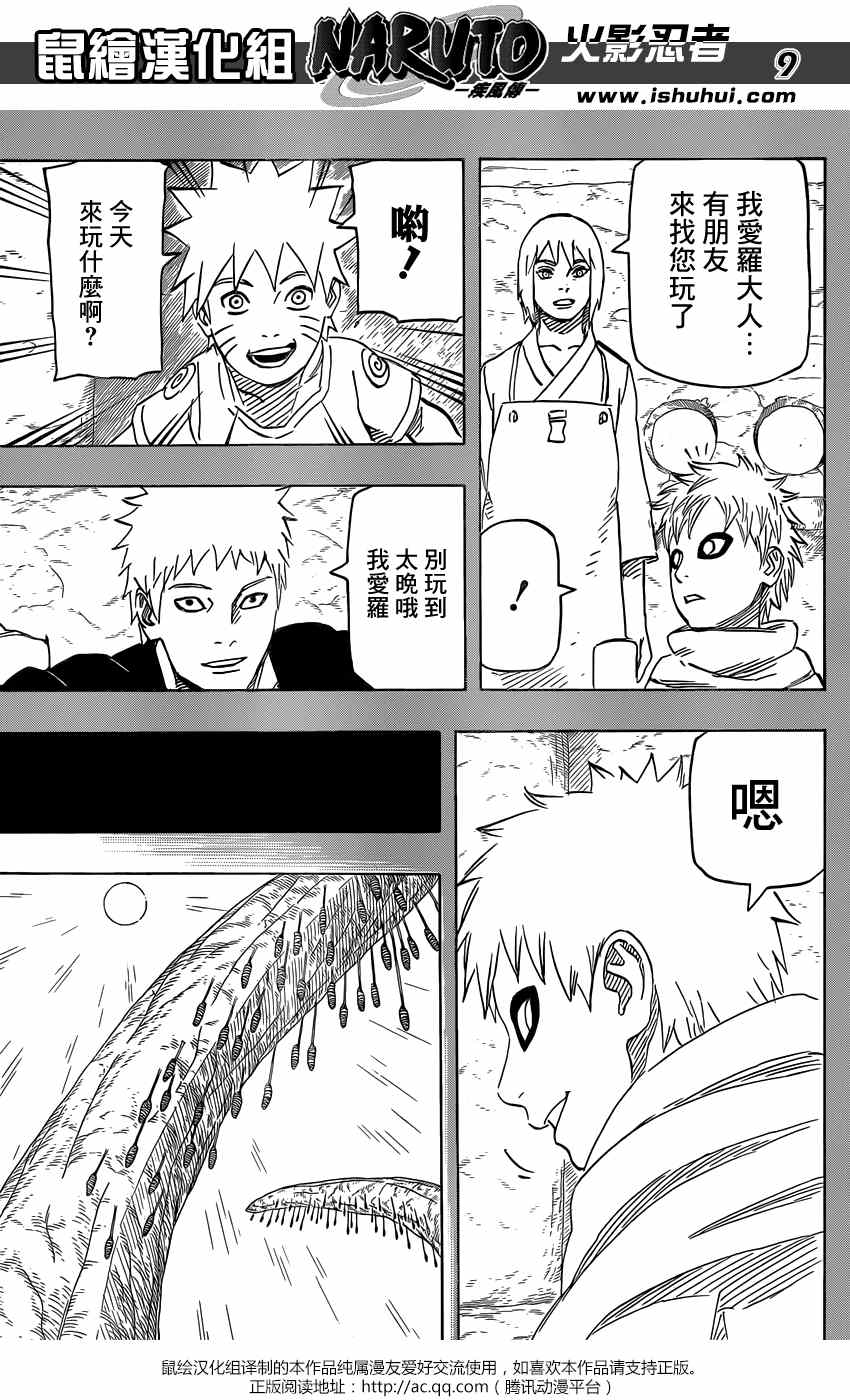 鼠繪漢化組
NARUTO
疾風傳
火影忍者
9
www.ishuhui.com
我愛羅大人…
有朋友
來找您玩了
！
喲！
今天
來玩什麼啊？
別玩到
太晚哦
我愛羅
嗯
鼠绘汉化组译制的本作品纯属漫友爱好交流使用，如喜欢本作品请支持正版。
正版阅读地址：http://ac.qq.com（腾讯动漫平台）